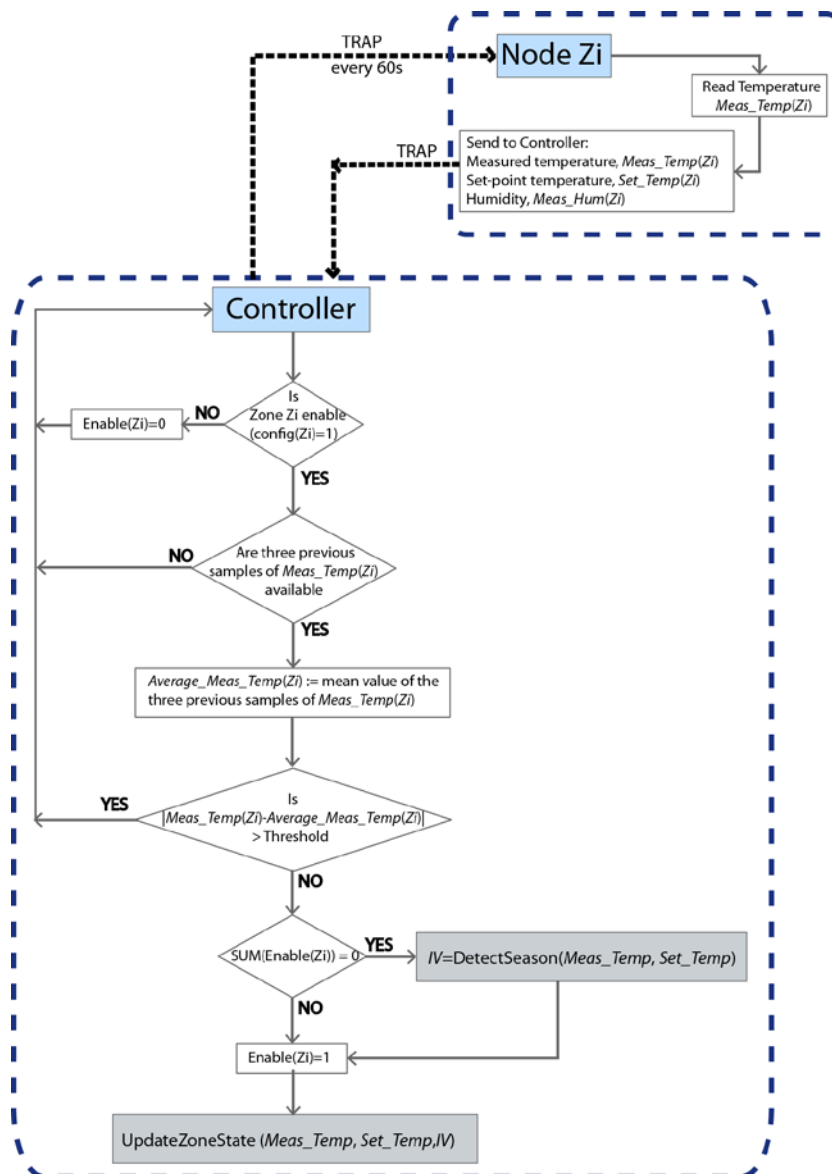 TRAP
every 60s
Node Zi
Read Temperature
Meas_Temp(Zi)
TRAP
Send to Controller:
Measured temperature, Meas_Temp(Zi)
Set-point temperature, Set_Temp(Zi)
Humidity, Meas_Hum(Zi)
Controller
Is
Zone Zi enable
(config(Zi)=1)
NO
Enable(Zi)=0
YES
Are three previous
samples of Meas_Temp(Zi)
available
NO
YES
Average_Meas_Temp(Zi) := mean value of the
three previous samples of Meas_Temp(Zi)
Is
|Meas_Temp(Zi)-Average_Meas_Temp(Zi)|
> Threshold
YES
NO
SUM(Enable(Zi)) = 0
YES
IV=DetectSeason(Meas_Temp, Set_Temp)
NO
Enable(Zi)=1
UpdateZoneState (Meas_Temp, Set_Temp,IV)